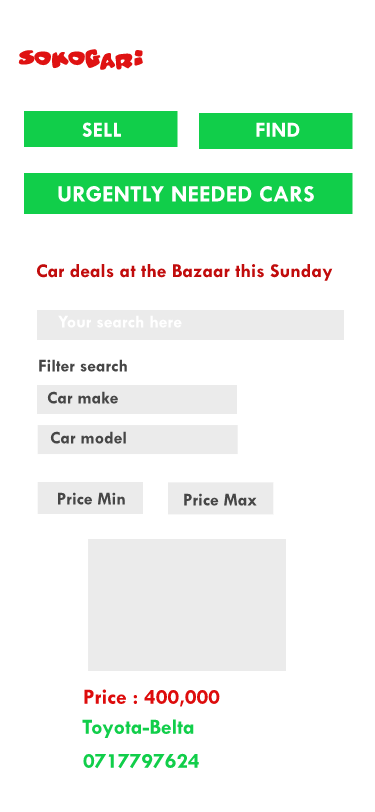 SOKOGARi
SELL
FIND
URGENTLY NEEDED CARS
Car deals at the Bazaar this Sunday
Your search here
Filter search
Car make
Car model
Price Min
Price Max
Price : 400,000
Toyota-Belta
0717797624